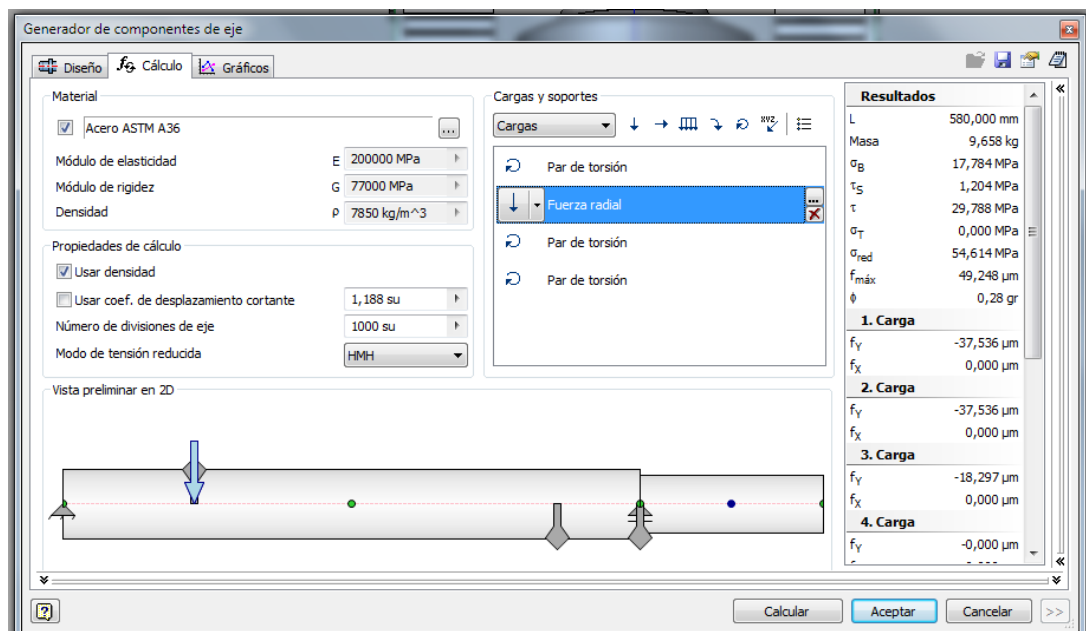 Generador de componentes de eje
Diseño
Cálculo
Gráficos
Material
Acero ASTM A36
...
Módulo de elasticidad E 200000 MPa
Módulo de rigidez G 77000 MPa
Densidad ρ 7850 kg/m^3
Propiedades de cálculo
Usar densidad
Usar coef. de desplazamiento cortante 1,188 su
Número de divisiones de eje 1000 su
Modo de tensión reducida HMH
Cargas y soportes
Cargas
Par de torsión
Fuerza radial
...
Par de torsión
Par de torsión
Vista preliminar en 2D
Resultados
L 580,000 mm
Masa 9,658 kg
σB 17,784 MPa
τS 1,204 MPa
τ 29,788 MPa
σT 0,000 MPa
σred 54,614 MPa
fmáx 49,248 μm
ϕ 0,28 gr
1. Carga
fY -37,536 μm
fX 0,000 μm
2. Carga
fY -37,536 μm
fX 0,000 μm
3. Carga
fY -18,297 μm
fX 0,000 μm
4. Carga
fY -0,000 μm
?
Calcular
Aceptar
Cancelar
>>